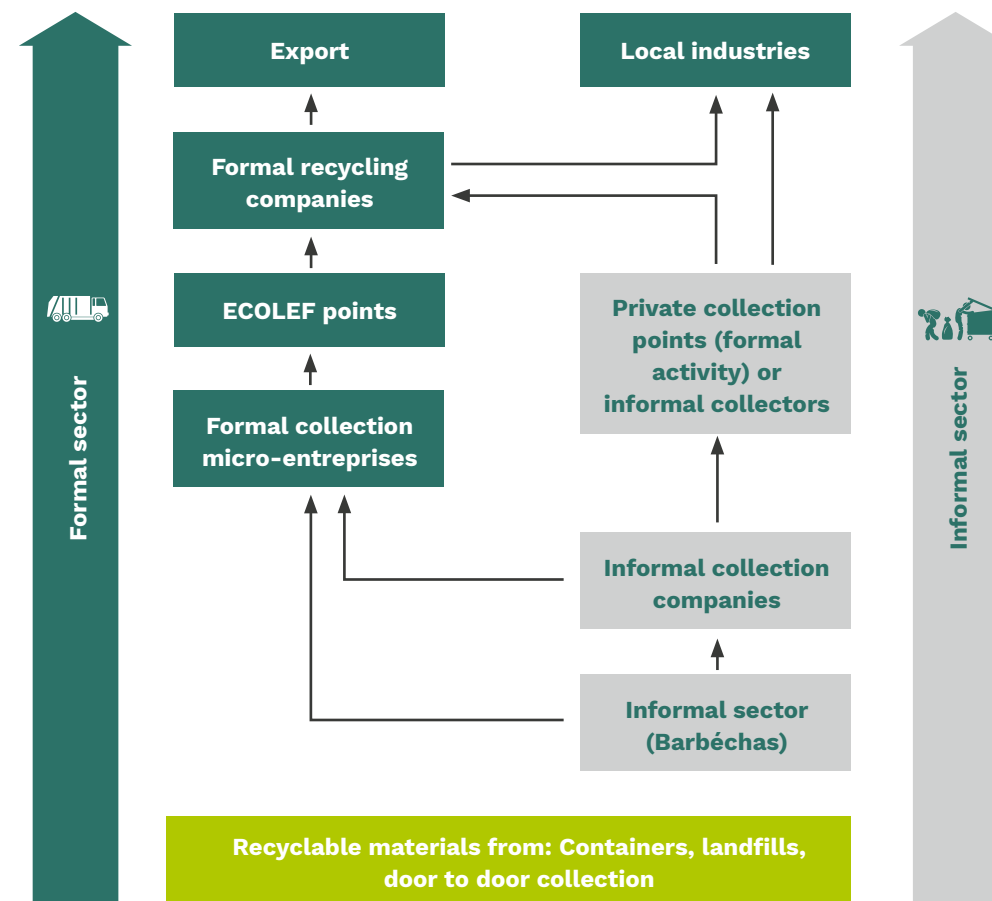 Export
Local industries
Formal recycling
companies
ECOLEF points
Private collection
points (formal
activity) or
informal collectors
Formal collection
micro-entreprises
Informal collection
companies
Informal sector
(Barbéchas)
Recyclable materials from: Containers, landfills,
door to door collection
Formal sector
Informal sector